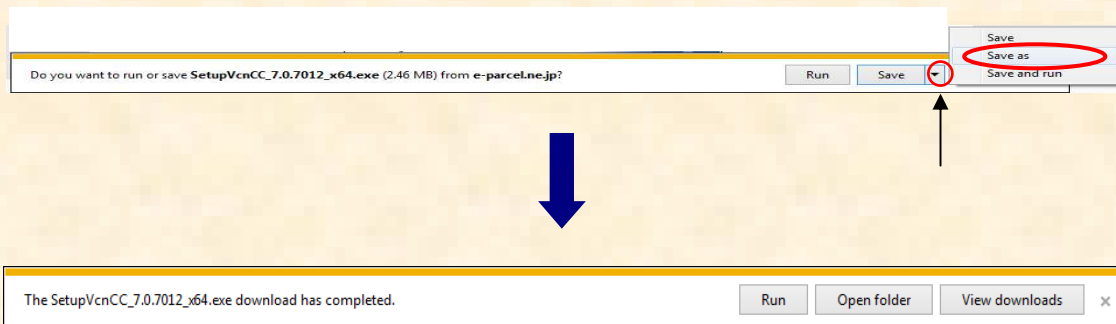 Save
Save as
Save and run
Do you want to run or save SetupVcnCC_7.0.7012_x64.exe (2.46 MB) from e-parcel.ne.jp?
Run
Save
The SetupVcnCC_7.0.7012_x64.exe download has completed.
Run
Open folder
View downloads